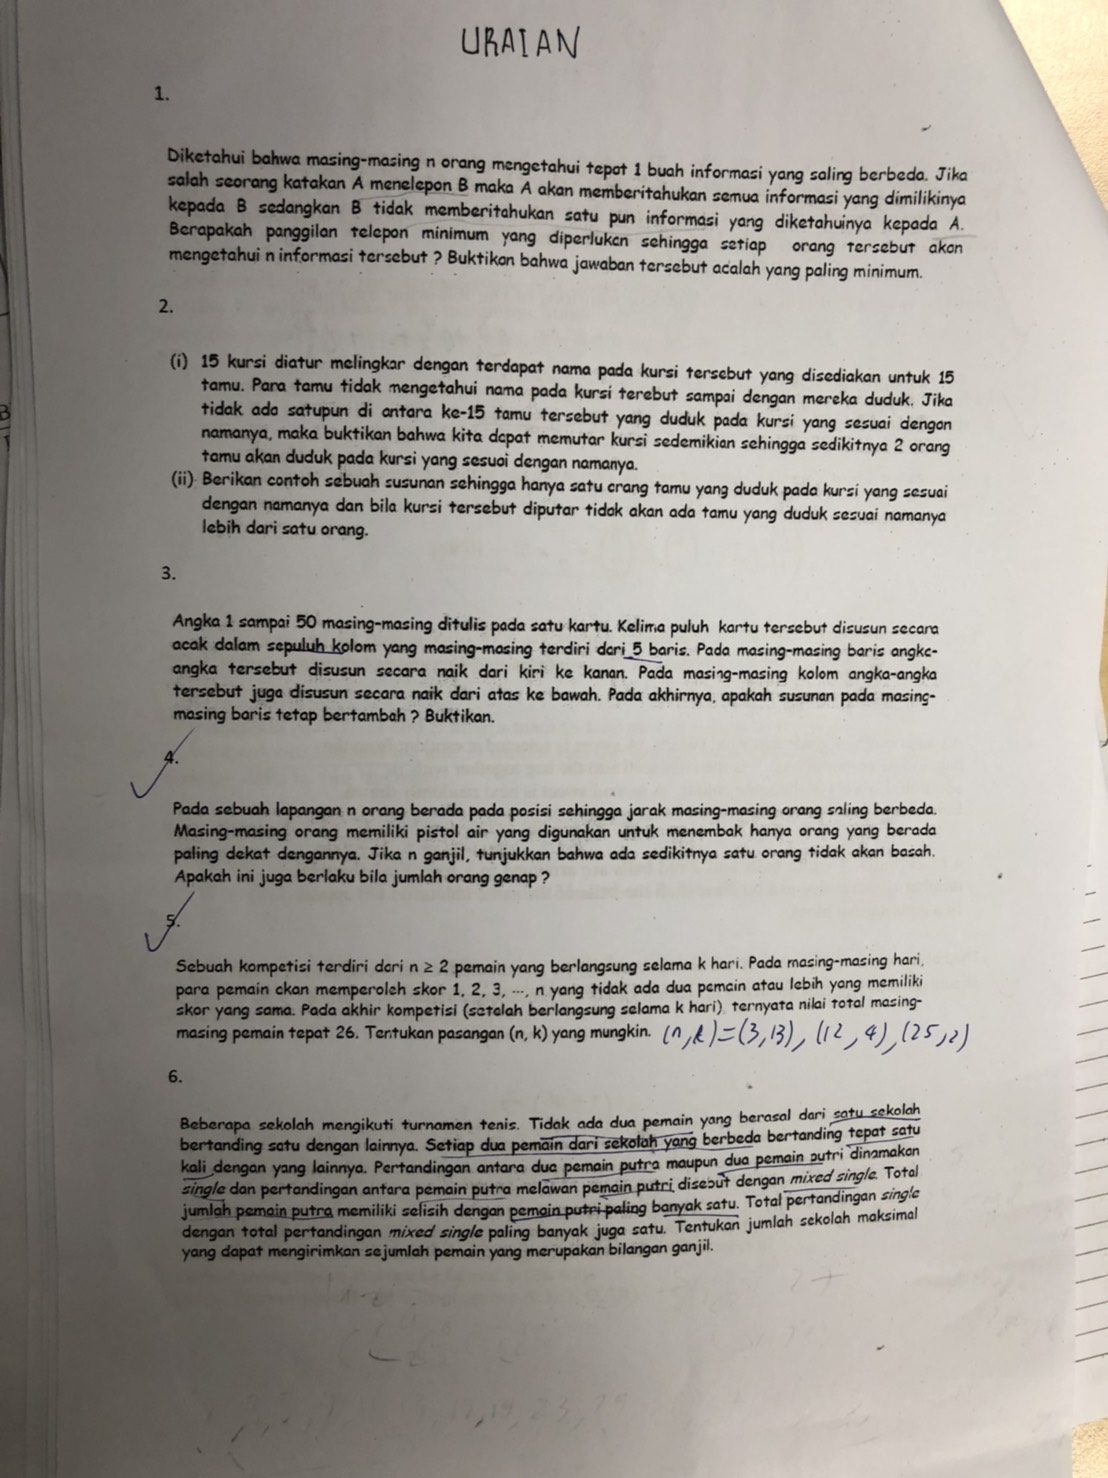 URAIAN
1.
Diketahui bahwa masing-masing n orang mengetahui tepat 1 buah informasi yang saling berbeda. Jika
salah seorang katakan A menelepon B maka A akan memberitahukan semua informasi yang dimilikinya
kepada B sedangkan B tidak memberitahukan satu pun informasi yang diketahuinya kepada A.
Berapakah panggilan telepon minimum yang diperlukan sehingga setiap orang tersebut akan
mengetahui n informasi tersebut ? Buktikan bahwa jawaban tersebut adalah yang paling minimum.
2.
(i) 15 kursi diatur melingkar dengan terdapat nama pada kursi tersebut yang disediakan untuk 15
tamu. Para tamu tidak mengetahui nama pada kursi terebut sampai dengan mereka duduk. Jika
tidak ada satupun di antara ke-15 tamu tersebut yang duduk pada kursi yang sesuai dengan
namanya, maka buktikan bahwa kita dapat memutar kursi sedemikian sehingga sedikitnya 2 orang
tamu akan duduk pada kursi yang sesuai dengan namanya.
(ii) Berikan contoh sebuah susunan sehingga hanya satu orang tamu yang duduk pada kursi yang sesuai
dengan namanya dan bila kursi tersebut diputar tidak akan ada tamu yang duduk sesuai namanya
lebih dari satu orang.
3.
Angka 1 sampai 50 masing-masing ditulis pada satu kartu. Kelima puluh kartu tersebut disusun secara
acak dalam sepuluh kolom yang masing-masing terdiri dari 5 baris. Pada masing-masing baris angka-
angka tersebut disusun secara naik dari kiri ke kanan. Pada masing-masing kolom angka-angka
tersebut juga disusun secara naik dari atas ke bawah. Pada akhirnya, apakah susunan pada masing-
masing baris tetap bertambah ? Buktikan.
4.
Pada sebuah lapangan n orang berada pada posisi sehingga jarak masing-masing orang saling berbeda.
Masing-masing orang memiliki pistol air yang digunakan untuk menembak hanya orang yang berada
paling dekat dengannya. Jika n ganjil, tunjukkan bahwa ada sedikitnya satu orang tidak akan basah.
Apakah ini juga berlaku bila jumlah orang genap ?
5.
Sebuah kompetisi terdiri dari n ≥ 2 pemain yang berlangsung selama k hari. Pada masing-masing hari,
para pemain akan memperoleh skor 1, 2, 3, ···, n yang tidak ada dua pemain atau lebih yang memiliki
skor yang sama. Pada akhir kompetisi (setelah berlangsung selama k hari) ternyata nilai total masing-
masing pemain tepat 26. Tentukan pasangan (n, k) yang mungkin. (n,k)=(3,13), (12,4), (25,2)
6.
Beberapa sekolah mengikuti turnamen tenis. Tidak ada dua pemain yang berasal dari satu sekolah
bertanding satu dengan lainnya. Setiap dua pemain dari sekolah yang berbeda bertanding tepat satu
kali dengan yang lainnya. Pertandingan antara dua pemain putra maupun dua pemain putri dinamakan
single dan pertandingan antara pemain putra melawan pemain putri disebut dengan mixed single. Total
jumlah pemain putra memiliki selisih dengan pemain putri paling banyak satu. Total pertandingan single
dengan total pertandingan mixed single paling banyak juga satu. Tentukan jumlah sekolah maksimal
yang dapat mengirimkan sejumlah pemain yang merupakan bilangan ganjil.